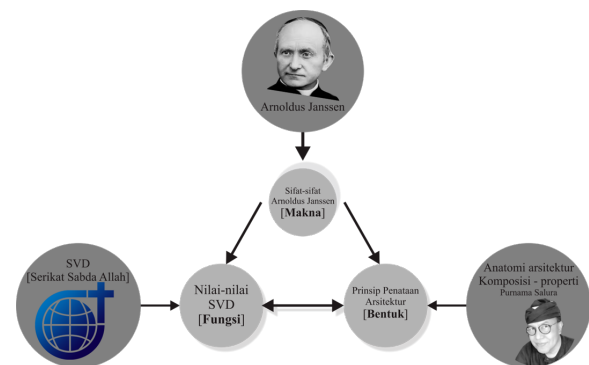 Arnoldus Janssen
Sifat-sifat
Arnoldus Janssen
[Makna]
SVD
[Serikat Sabda Allah]
Nilai-nilai
SVD
[Fungsi]
Prinsip Penataan
Arsitektur
[Bentuk]
Anatomi arsitektur
Komposisi - properti
Purnama Salura